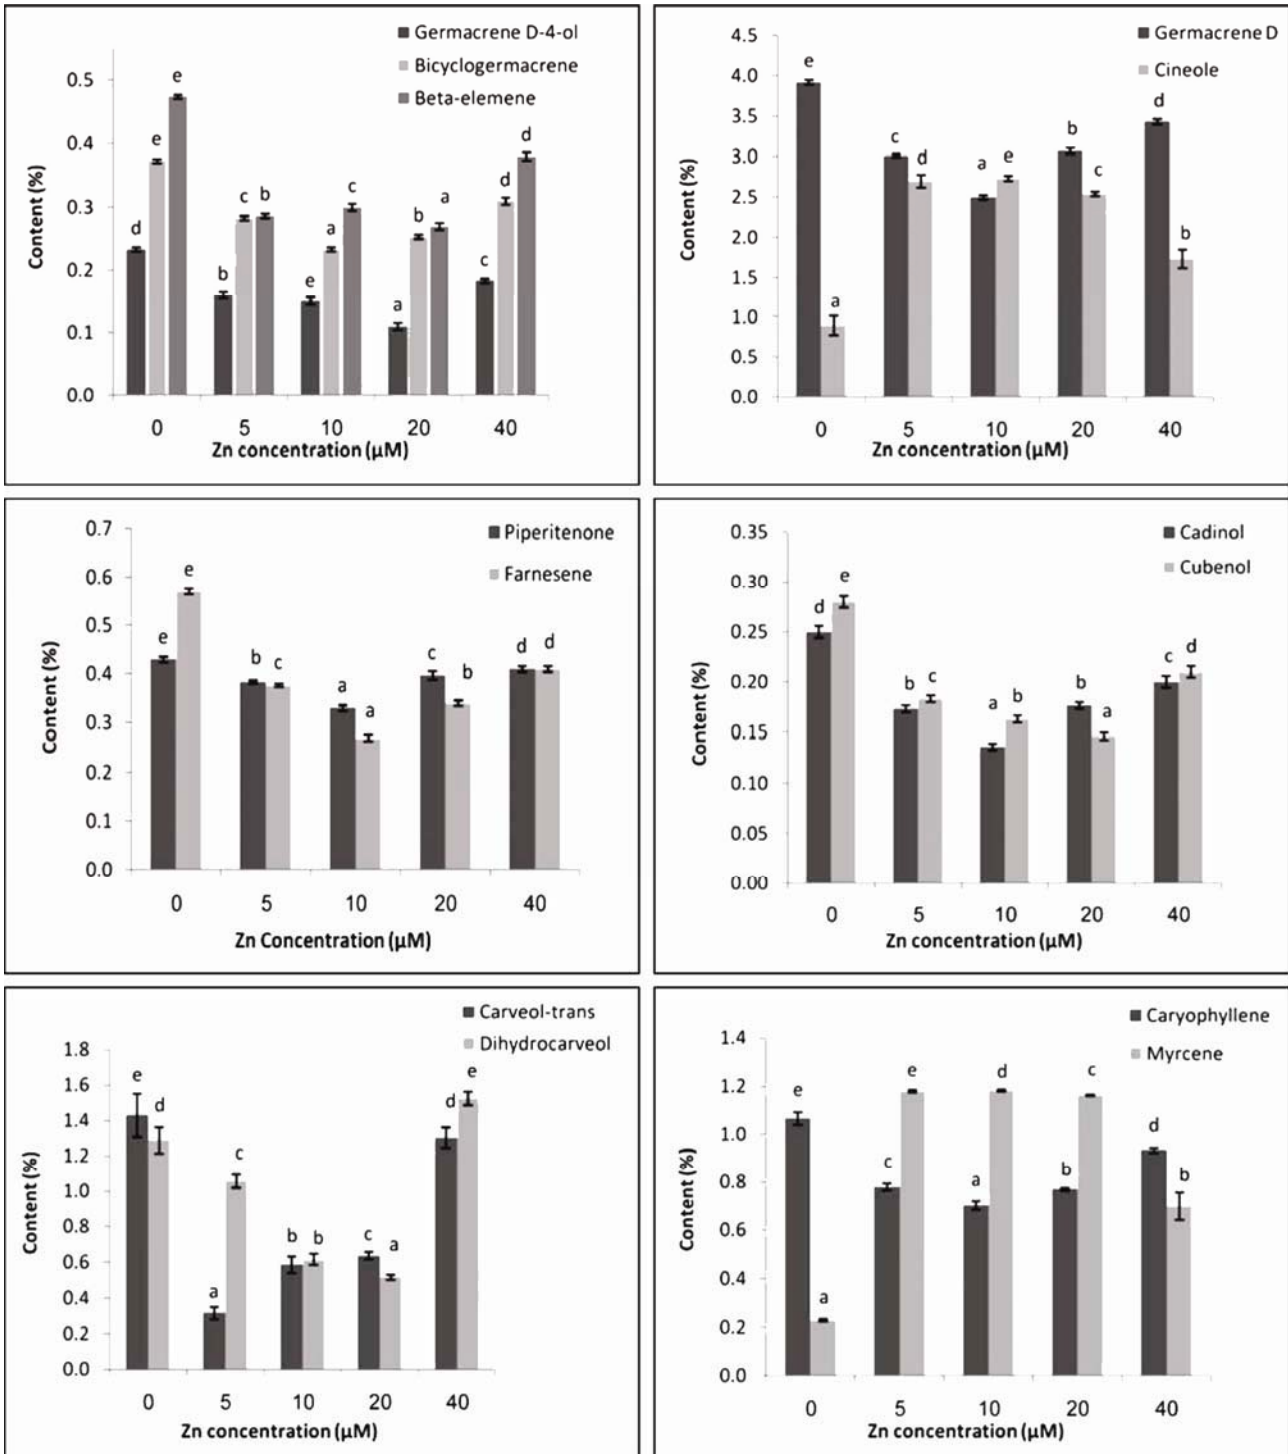 Germacrene D-4-ol
Bicyclogermacrene
Beta-elemene
Content (%)
0.5
0.4
0.3
0.2
0.1
0.0
d e e
b c b
e a c
a b a
c d d
0 5 10 20 40
Zn concentration (µM)
Germacrene D
Cineole
Content (%)
4.5
4.0
3.5
3.0
2.5
2.0
1.5
1.0
0.5
0.0
e a
c d
a e
b c
d b
0 5 10 20 40
Zn concentration (µM)
Piperitenone
Farnesene
Content (%)
0.7
0.6
0.5
0.4
0.3
0.2
0.1
0.0
e e
b c
a a
c b
d d
0 5 10 20 40
Zn Concentration (µM)
Cadinol
Cubenol
Content (%)
0.35
0.30
0.25
0.20
0.15
0.10
0.05
0.00
d e
b c
a b
b a
c d
0 5 10 20 40
Zn concentration (µM)
Carveol-trans
Dihydrocarveol
Content (%)
1.8
1.6
1.4
1.2
1.0
0.8
0.6
0.4
0.2
0.0
e d
a c
b b
c a
d e
0 5 10 20 40
Zn concentration (µM)
Caryophyllene
Myrcene
Content (%)
1.4
1.2
1.0
0.8
0.6
0.4
0.2
0.0
e a
c e
a d
b c
d b
0 5 10 20 40
Zn concentration (µM)